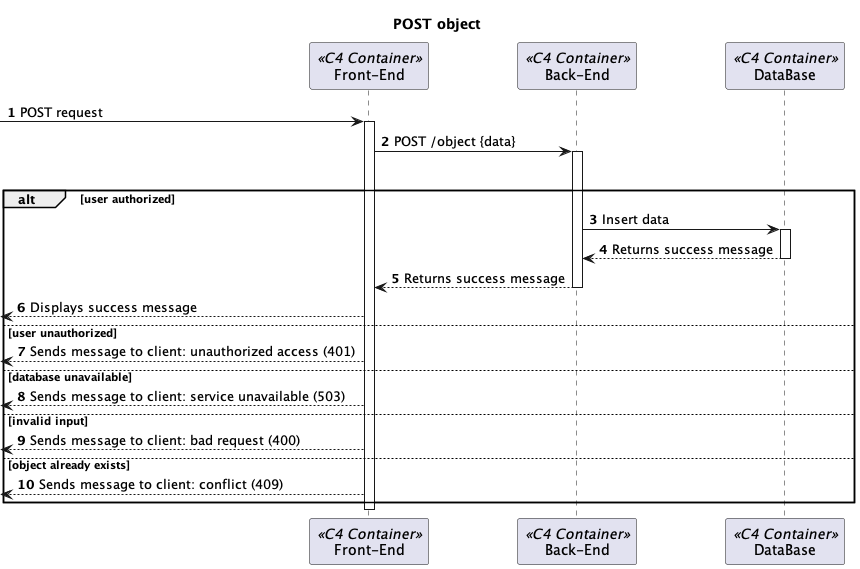 POST object
«C4 Container»
Front-End
«C4 Container»
Back-End
«C4 Container»
DataBase
1 POST request
2 POST /object {data}
alt [user authorized]
3 Insert data
4 Returns success message
5 Returns success message
6 Displays success message
[user unauthorized]
7 Sends message to client: unauthorized access (401)
[database unavailable]
8 Sends message to client: service unavailable (503)
[invalid input]
9 Sends message to client: bad request (400)
[object already exists]
10 Sends message to client: conflict (409)
«C4 Container»
Front-End
«C4 Container»
Back-End
«C4 Container»
DataBase